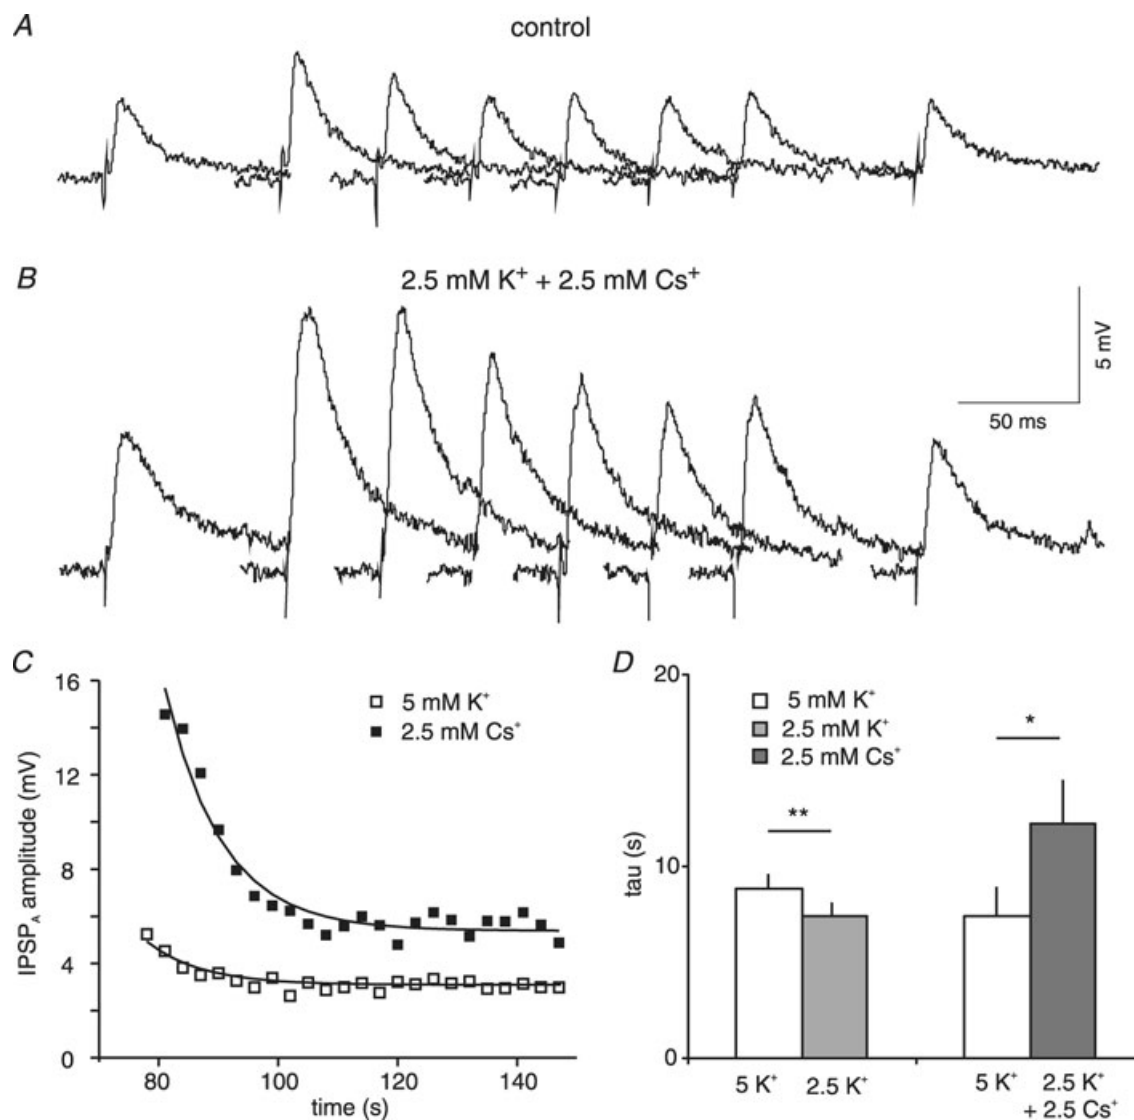 A
control
B
2.5 mM K⁺ + 2.5 mM Cs⁺
5 mV
50 ms
C
16
12
8
4
0
IPSP_A amplitude (mV)
5 mM K⁺
2.5 mM Cs⁺
80
100
120
140
time (s)
D
20
10
0
tau (s)
5 mM K⁺
2.5 mM K⁺
2.5 mM Cs⁺
**
*
5 K⁺
2.5 K⁺
5 K⁺
2.5 K⁺
+ 2.5 Cs⁺